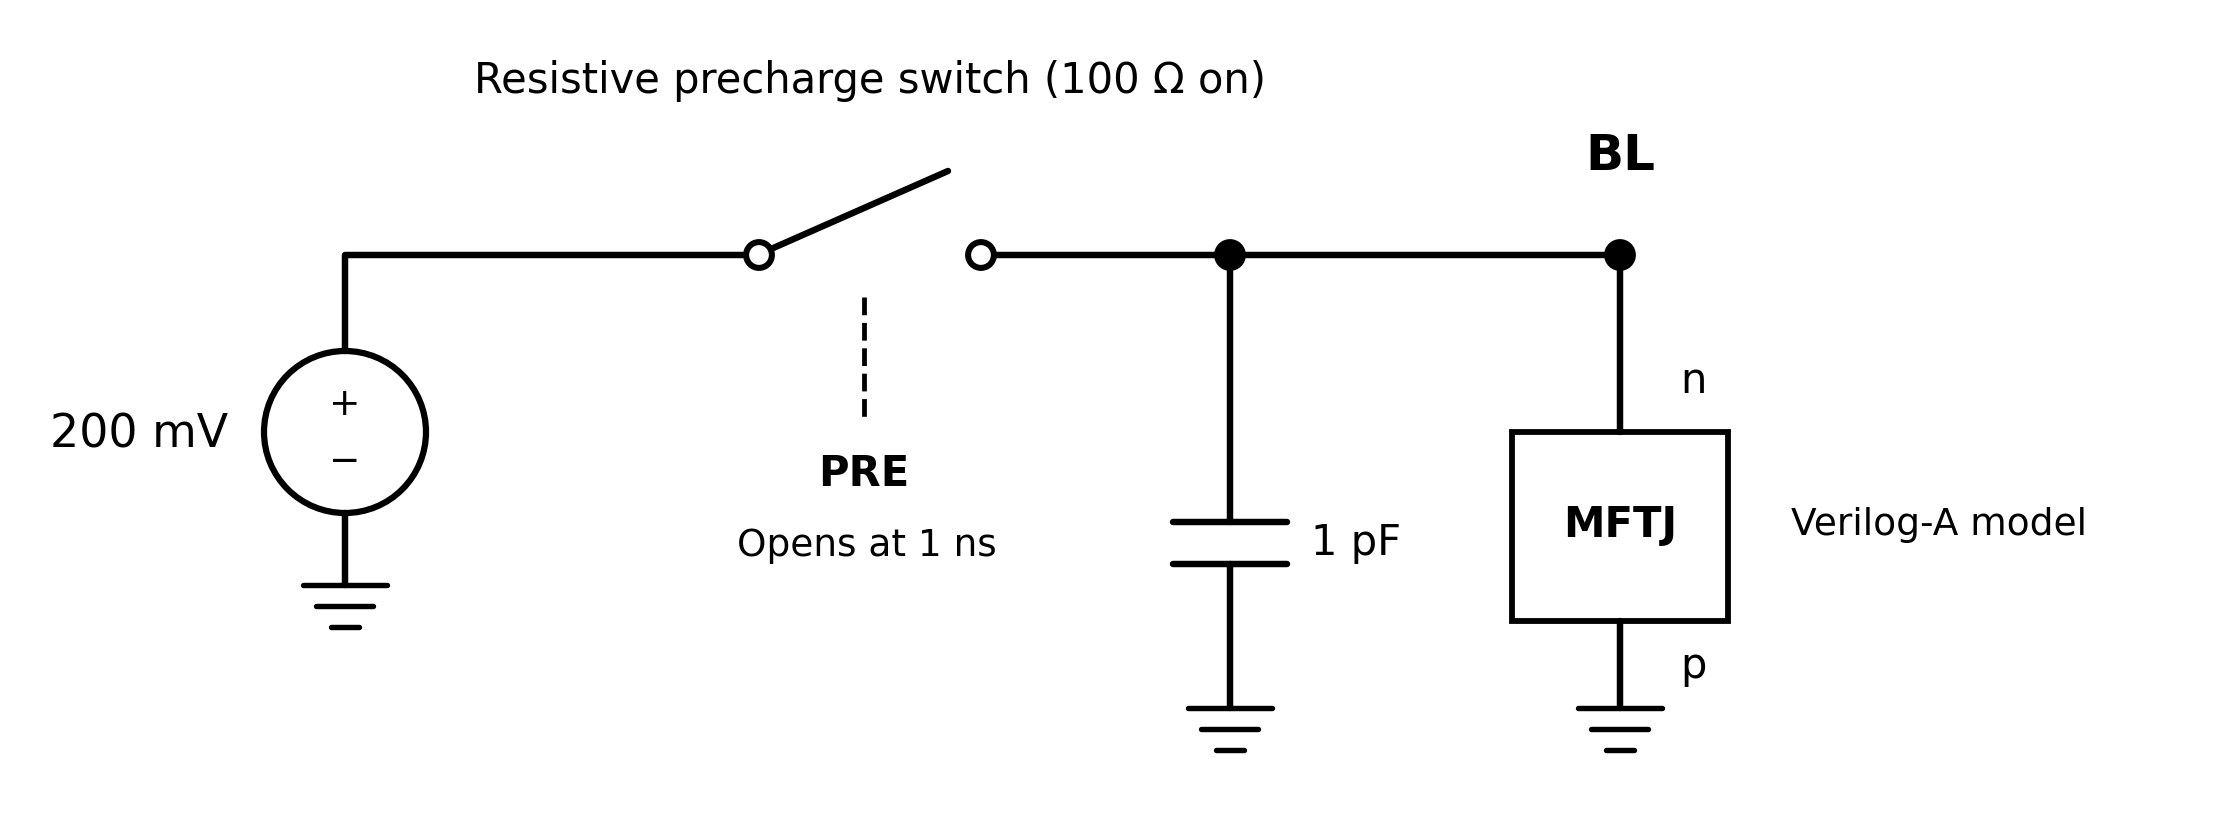 Resistive precharge switch (100 Ω on)
BL
200 mV
+
−
PRE
Opens at 1 ns
1 pF
n
MFTJ
Verilog-A model
p